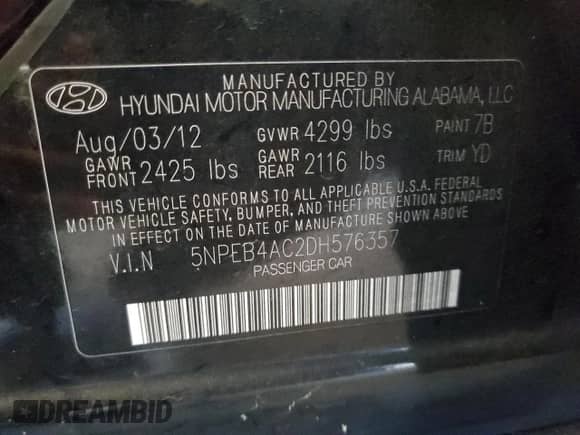 MANUFACTURED BY
HYUNDAI MOTOR MANUFACTURING ALABAMA, LLC
Aug/03/12 GVWR 4299 lbs PAINT 7B
GAWR FRONT 2425 lbs GAWR REAR 2116 lbs TRIM YD
THIS VEHICLE CONFORMS TO ALL APPLICABLE U.S.A. FEDERAL
MOTOR VEHICLE SAFETY, BUMPER, AND THEFT PREVENTION
STANDARDS IN EFFECT ON THE DATE OF MANUFACTURE SHOWN ABOVE
V.I.N 5NPEB4AC2DH576357
PASSENGER CAR
DREAMBID